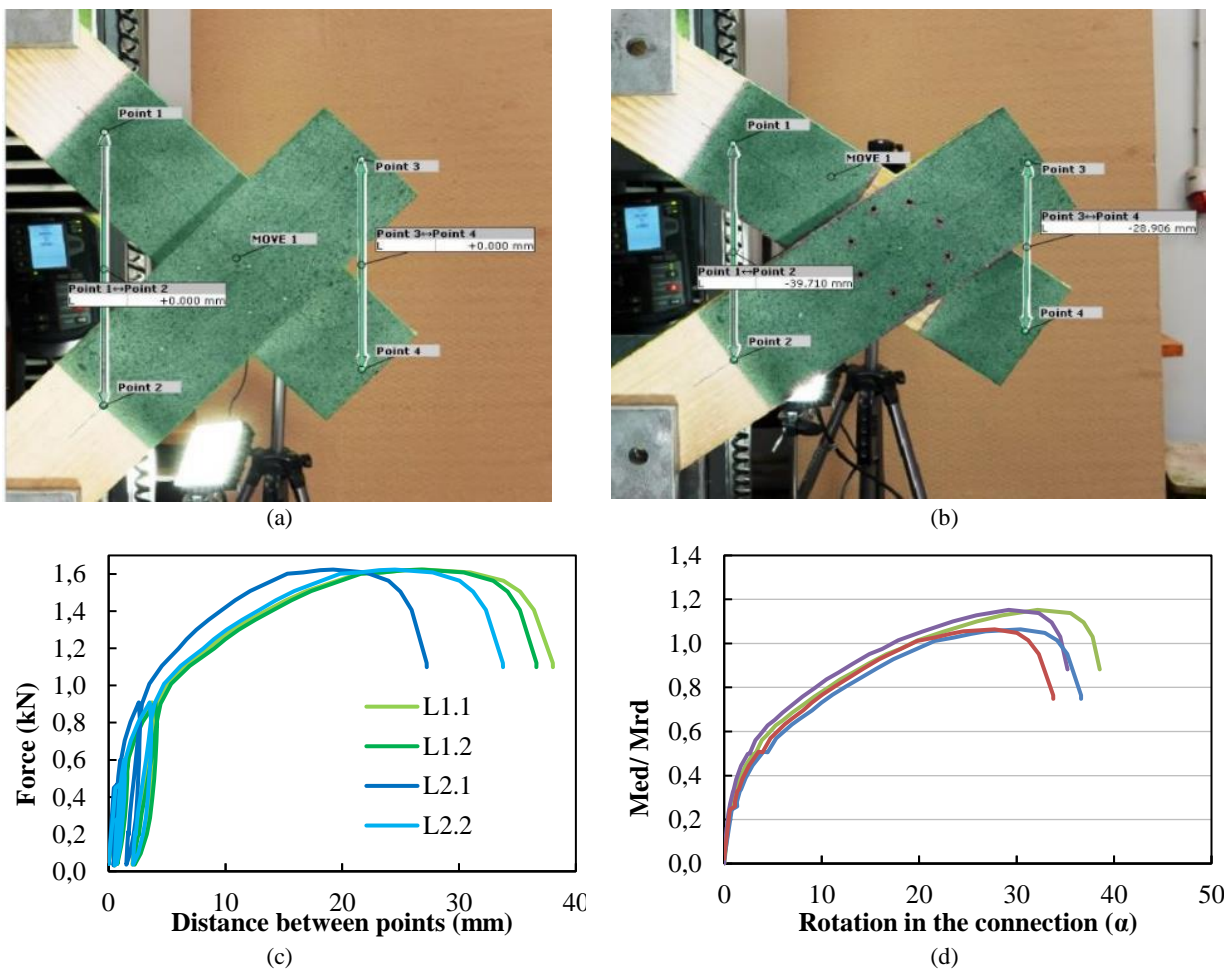 Point 1
Point 3
MOVE 1
Point 3↔Point 4
L +0.000 mm
Point 1↔Point 2
L +0.000 mm
Point 4
Point 2
(a)
Point 1
MOVE 1
Point 3
Point 3↔Point 4
L -28.906 mm
Point 1↔Point 2
L -39.710 mm
Point 4
Point 2
(b)
Force (kN)
1,6
1,4
1,2
1,0
0,8
0,6
0,4
0,2
0,0
0 10 20 30 40
L1.1
L1.2
L2.1
L2.2
Distance between points (mm)
(c)
Med/ Mrd
1,4
1,2
1,0
0,8
0,6
0,4
0,2
0,0
0 10 20 30 40 50
Rotation in the connection (α)
(d)